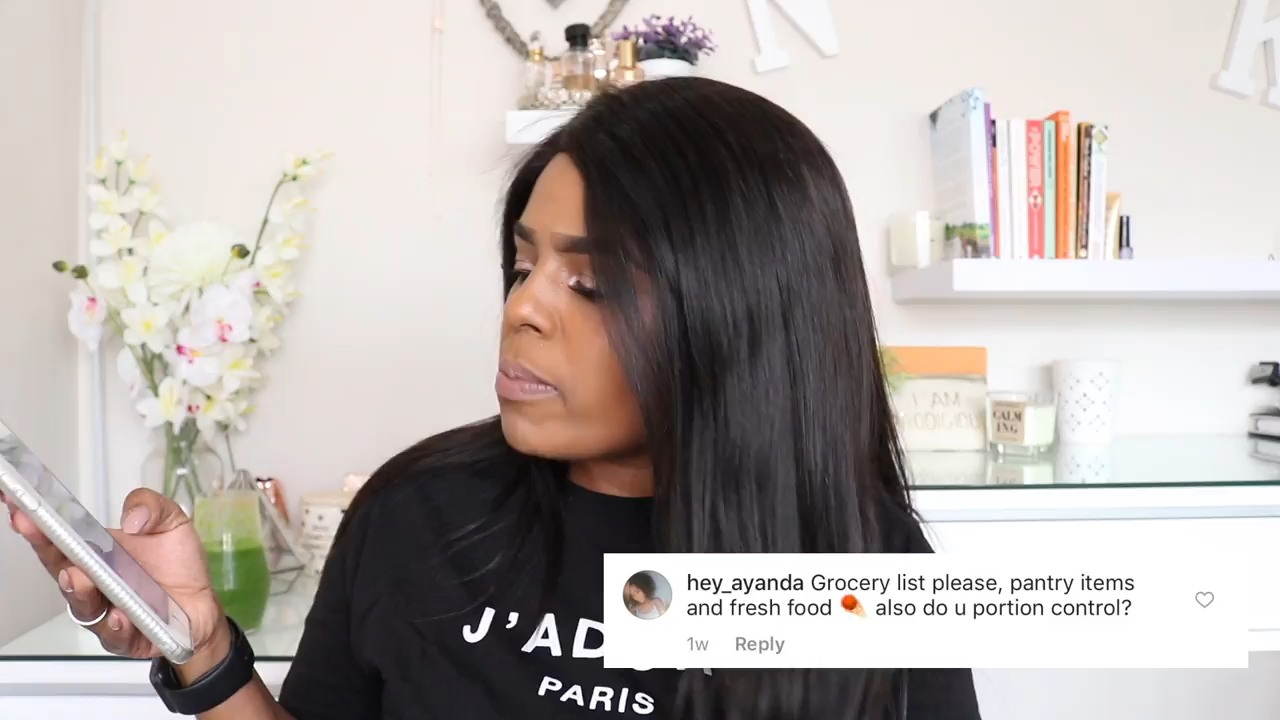 N
I AM
CALM
ING
J'AD
PARIS
hey_ayanda Grocery list please, pantry items
and fresh food ☄️ also do u portion control?
1w Reply